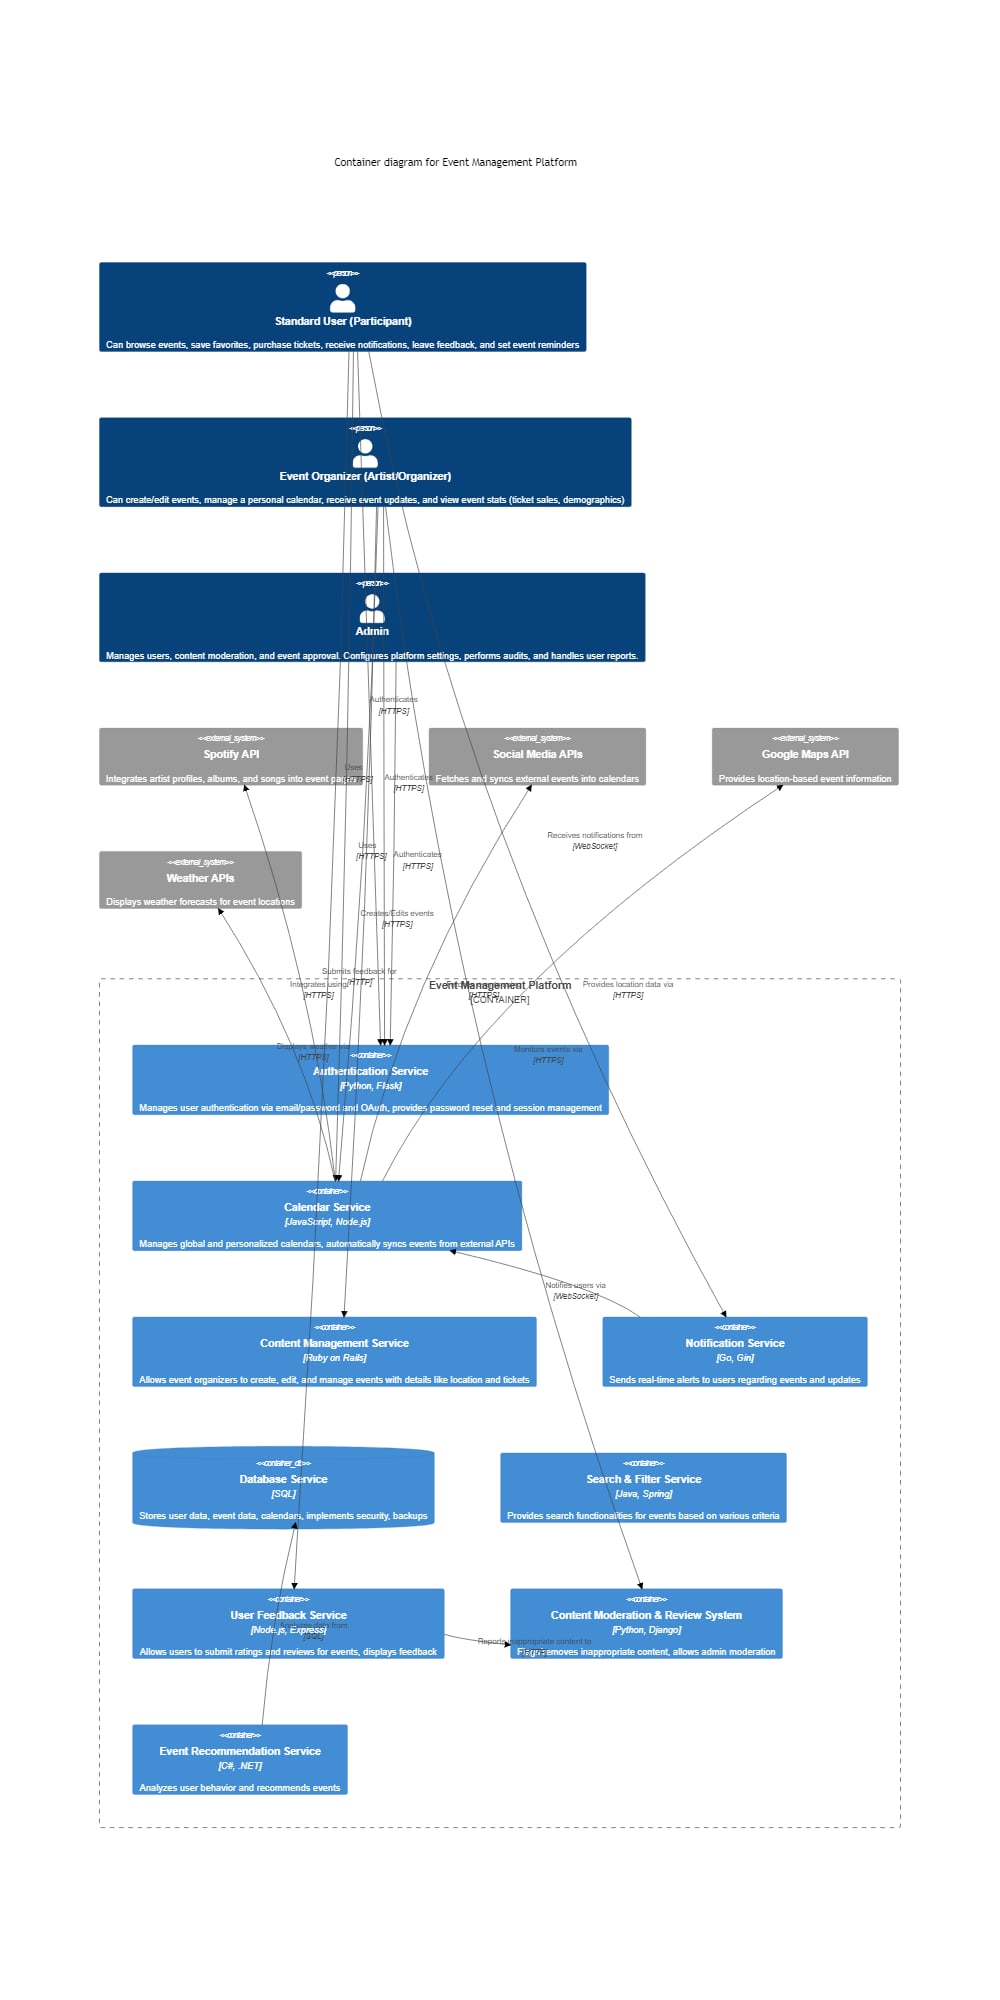 Container diagram for Event Management Platform
<<person>>
Standard User (Participant)
Can browse events, save favorites, purchase tickets, receive notifications, leave feedback, and set event reminders
<<person>>
Event Organizer (Artist/Organizer)
Can create/edit events, manage a personal calendar, receive event updates, and view event stats (ticket sales, demographics)
<<person>>
Admin
Manages users, content moderation, and event approval. Configures platform settings, performs audits, and handles user reports.
Authenticates
[HTTPS]
<<external_system>>
Spotify API
Integrates artist profiles, albums, and songs into event pages
<<external_system>>
Social Media APIs
Fetches and syncs external events into calendars
<<external_system>>
Google Maps API
Provides location-based event information
Uses
[HTTPS]
Authenticates
[HTTPS]
Receives notifications from
[WebSocket]
Uses
[HTTPS]
Authenticates
[HTTPS]
<<external_system>>
Weather APIs
Displays weather forecasts for event locations
Creates/Edits events
[HTTPS]
Submits feedback for
[HTTP]
Integrates using
[HTTPS]
Event Management Platform
[CONTAINER]
[HTTPS]
Provides location data via
[HTTPS]
Displays weather via
[HTTPS]
Monitors events via
[HTTPS]
<<container>>
Authentication Service
[Python, Flask]
Manages user authentication via email/password and OAuth, provides password reset and session management
<<container>>
Calendar Service
[JavaScript, Node.js]
Manages global and personalized calendars, automatically syncs events from external APIs
Notifies users via
[WebSocket]
<<container>>
Content Management Service
[Ruby on Rails]
Allows event organizers to create, edit, and manage events with details like location and tickets
<<container>>
Notification Service
[Go, Gin]
Sends real-time alerts to users regarding events and updates
<<container_db>>
Database Service
[SQL]
Stores user data, event data, calendars, implements security, backups
<<container>>
Search & Filter Service
[Java, Spring]
Provides search functionalities for events based on various criteria
<<container>>
User Feedback Service
[Node.js, Express]
Allows users to submit ratings and reviews for events, displays feedback
data from
[SQL]
<<container>>
Content Moderation & Review System
[Python, Django]
removes inappropriate content, allows admin moderation
Reports inappropriate content to
<<container>>
Event Recommendation Service
[C#, .NET]
Analyzes user behavior and recommends events